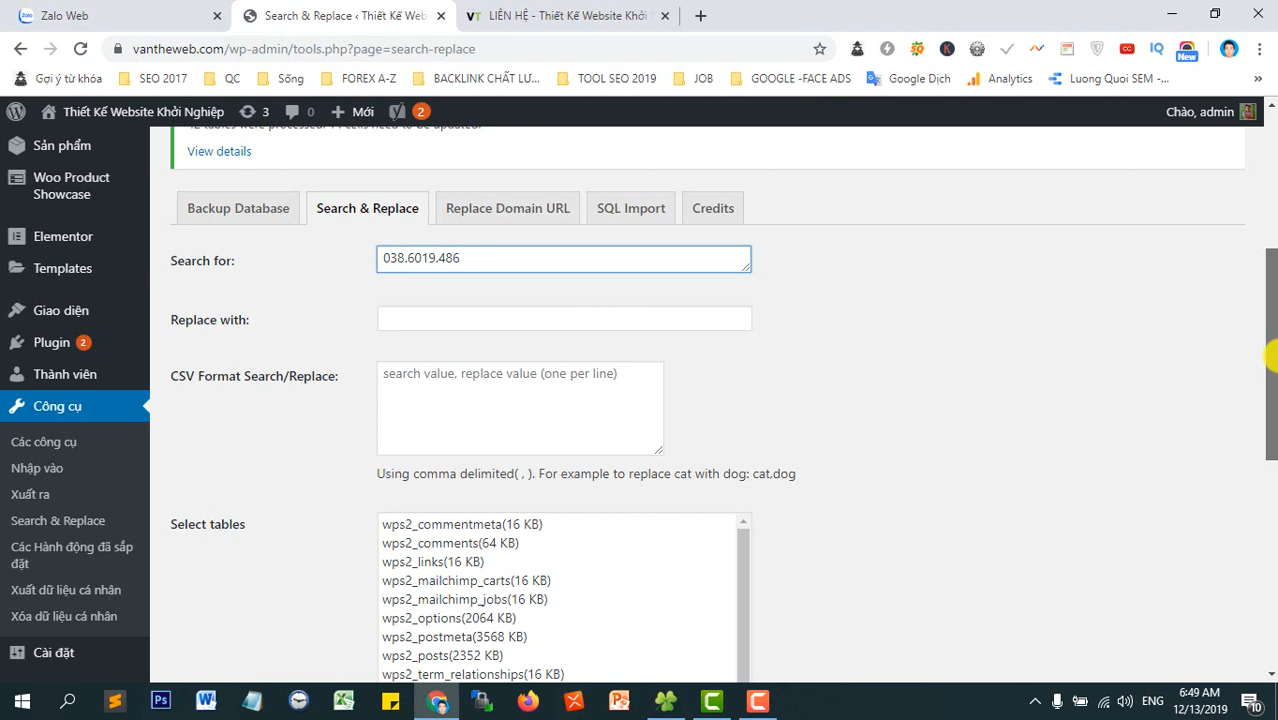 Zalo Web
Search & Replace ‹ Thiết Kế Web
LIÊN HỆ - Thiết Kế Website Khởi
vantheweb.com/wp-admin/tools.php?page=search-replace
New
Gợi ý từ khóa
SEO 2017
QC
Sống
FOREX A-Z
BACKLINK CHẤT LƯ...
TOOL SEO 2019
JOB
GOOGLE -FACE ADS
Google Dịch
Analytics
Luong Quoi SEM -...
Thiết Kế Website Khởi Nghiệp
3
0
Mới
2
Chào, admin
View details
Sản phẩm
Woo Product
Showcase
Elementor
Templates
Giao diện
Plugin 2
Thành viên
Công cụ
Các công cụ
Nhập vào
Xuất ra
Search & Replace
Các Hành động đã sắp
đặt
Xuất dữ liệu cá nhân
Xóa dữ liệu cá nhân
Cài đặt
Backup Database
Search & Replace
Replace Domain URL
SQL Import
Credits
Search for:
038.6019.486
Replace with:
CSV Format Search/Replace:
search value, replace value (one per line)
Using comma delimited( , ). For example to replace cat with dog: cat,dog
Select tables
wps2_commentmeta(16 KB)
wps2_comments(64 KB)
wps2_links(16 KB)
wps2_mailchimp_carts(16 KB)
wps2_mailchimp_jobs(16 KB)
wps2_options(2064 KB)
wps2_postmeta(3568 KB)
wps2_posts(2352 KB)
wps2_term_relationships(16 KB)
ENG
6:49 AM
12/13/2019
10